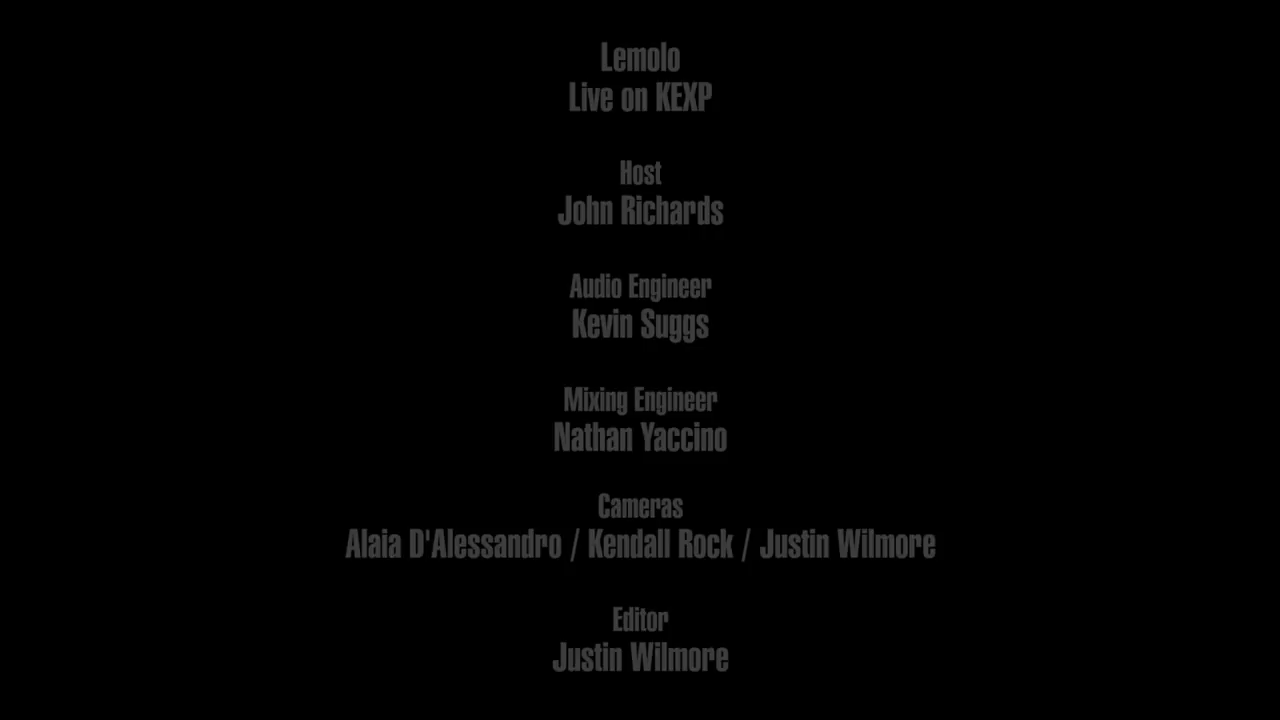 Lemolo
Live on KEXP
Host
John Richards
Audio Engineer
Kevin Suggs
Mixing Engineer
Nathan Yaccino
Cameras
Alaia D'Alessandro / Kendall Rock / Justin Wilmore
Editor
Justin Wilmore